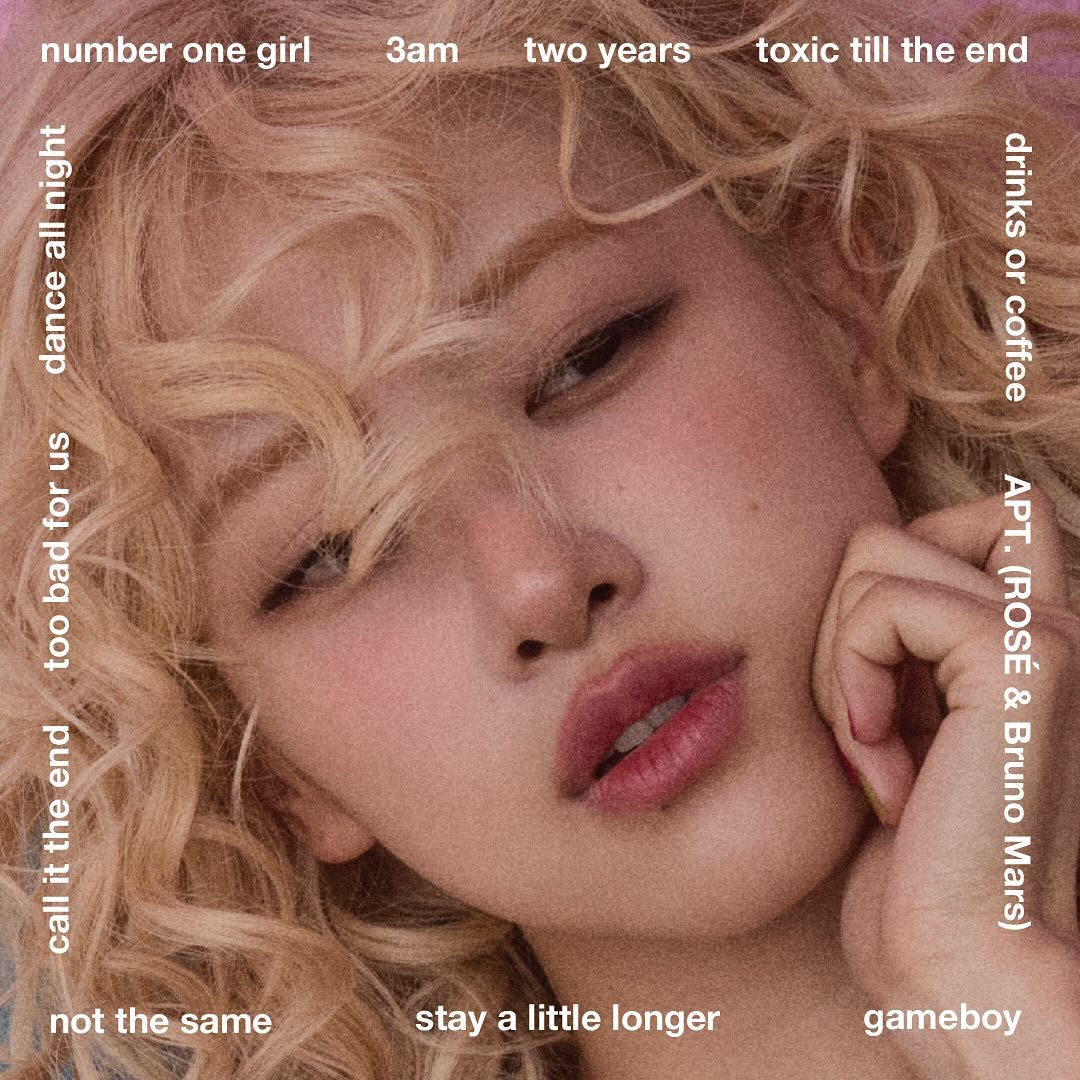 number one girl
3am
two years
toxic till the end
drinks or coffee
APT. (ROSÉ & Bruno Mars)
gameboy
stay a little longer
not the same
call it the end
too bad for us
dance all night